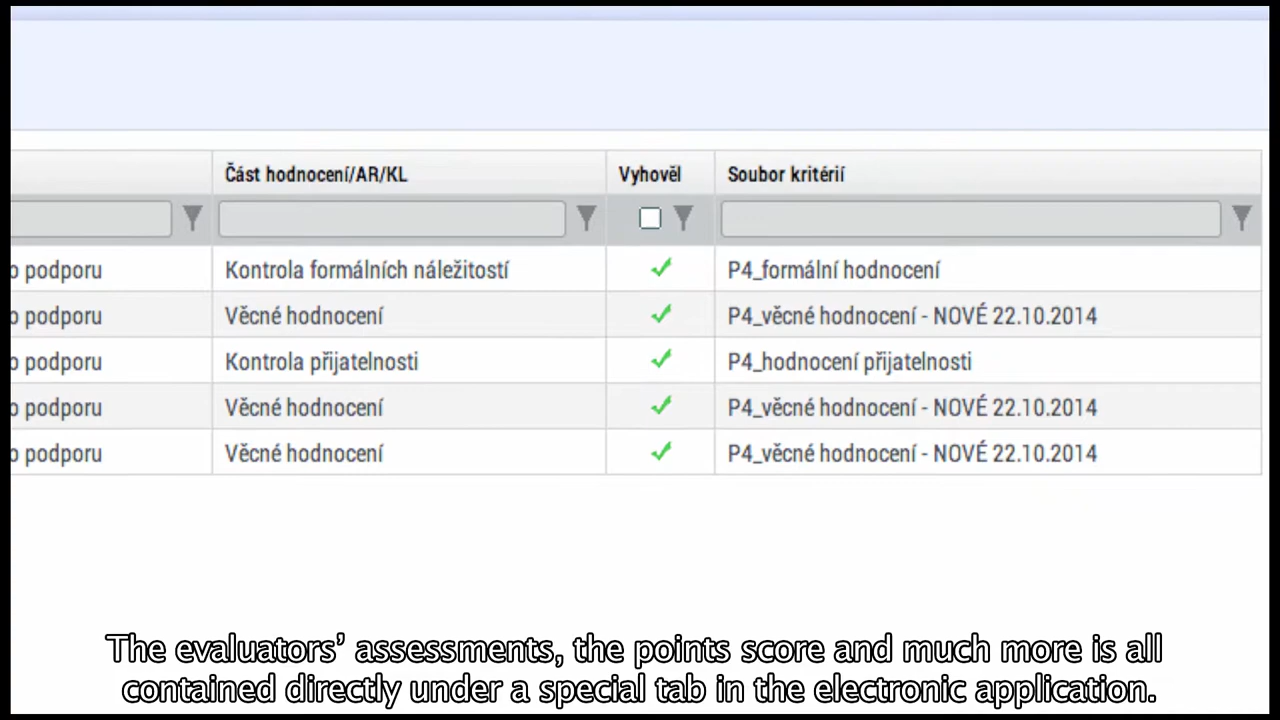 Část hodnocení/AR/KL Vyhověl Soubor kritérií
podporu Kontrola formálních náležitostí P4_formální hodnocení
podporu Věcné hodnocení P4_věcné hodnocení - NOVÉ 22.10.2014
podporu Kontrola přijatelnosti P4_hodnocení přijatelnosti
podporu Věcné hodnocení P4_věcné hodnocení - NOVÉ 22.10.2014
podporu Věcné hodnocení P4_věcné hodnocení - NOVÉ 22.10.2014
The evaluators’ assessments, the points score and much more is all
contained directly under a special tab in the electronic application.